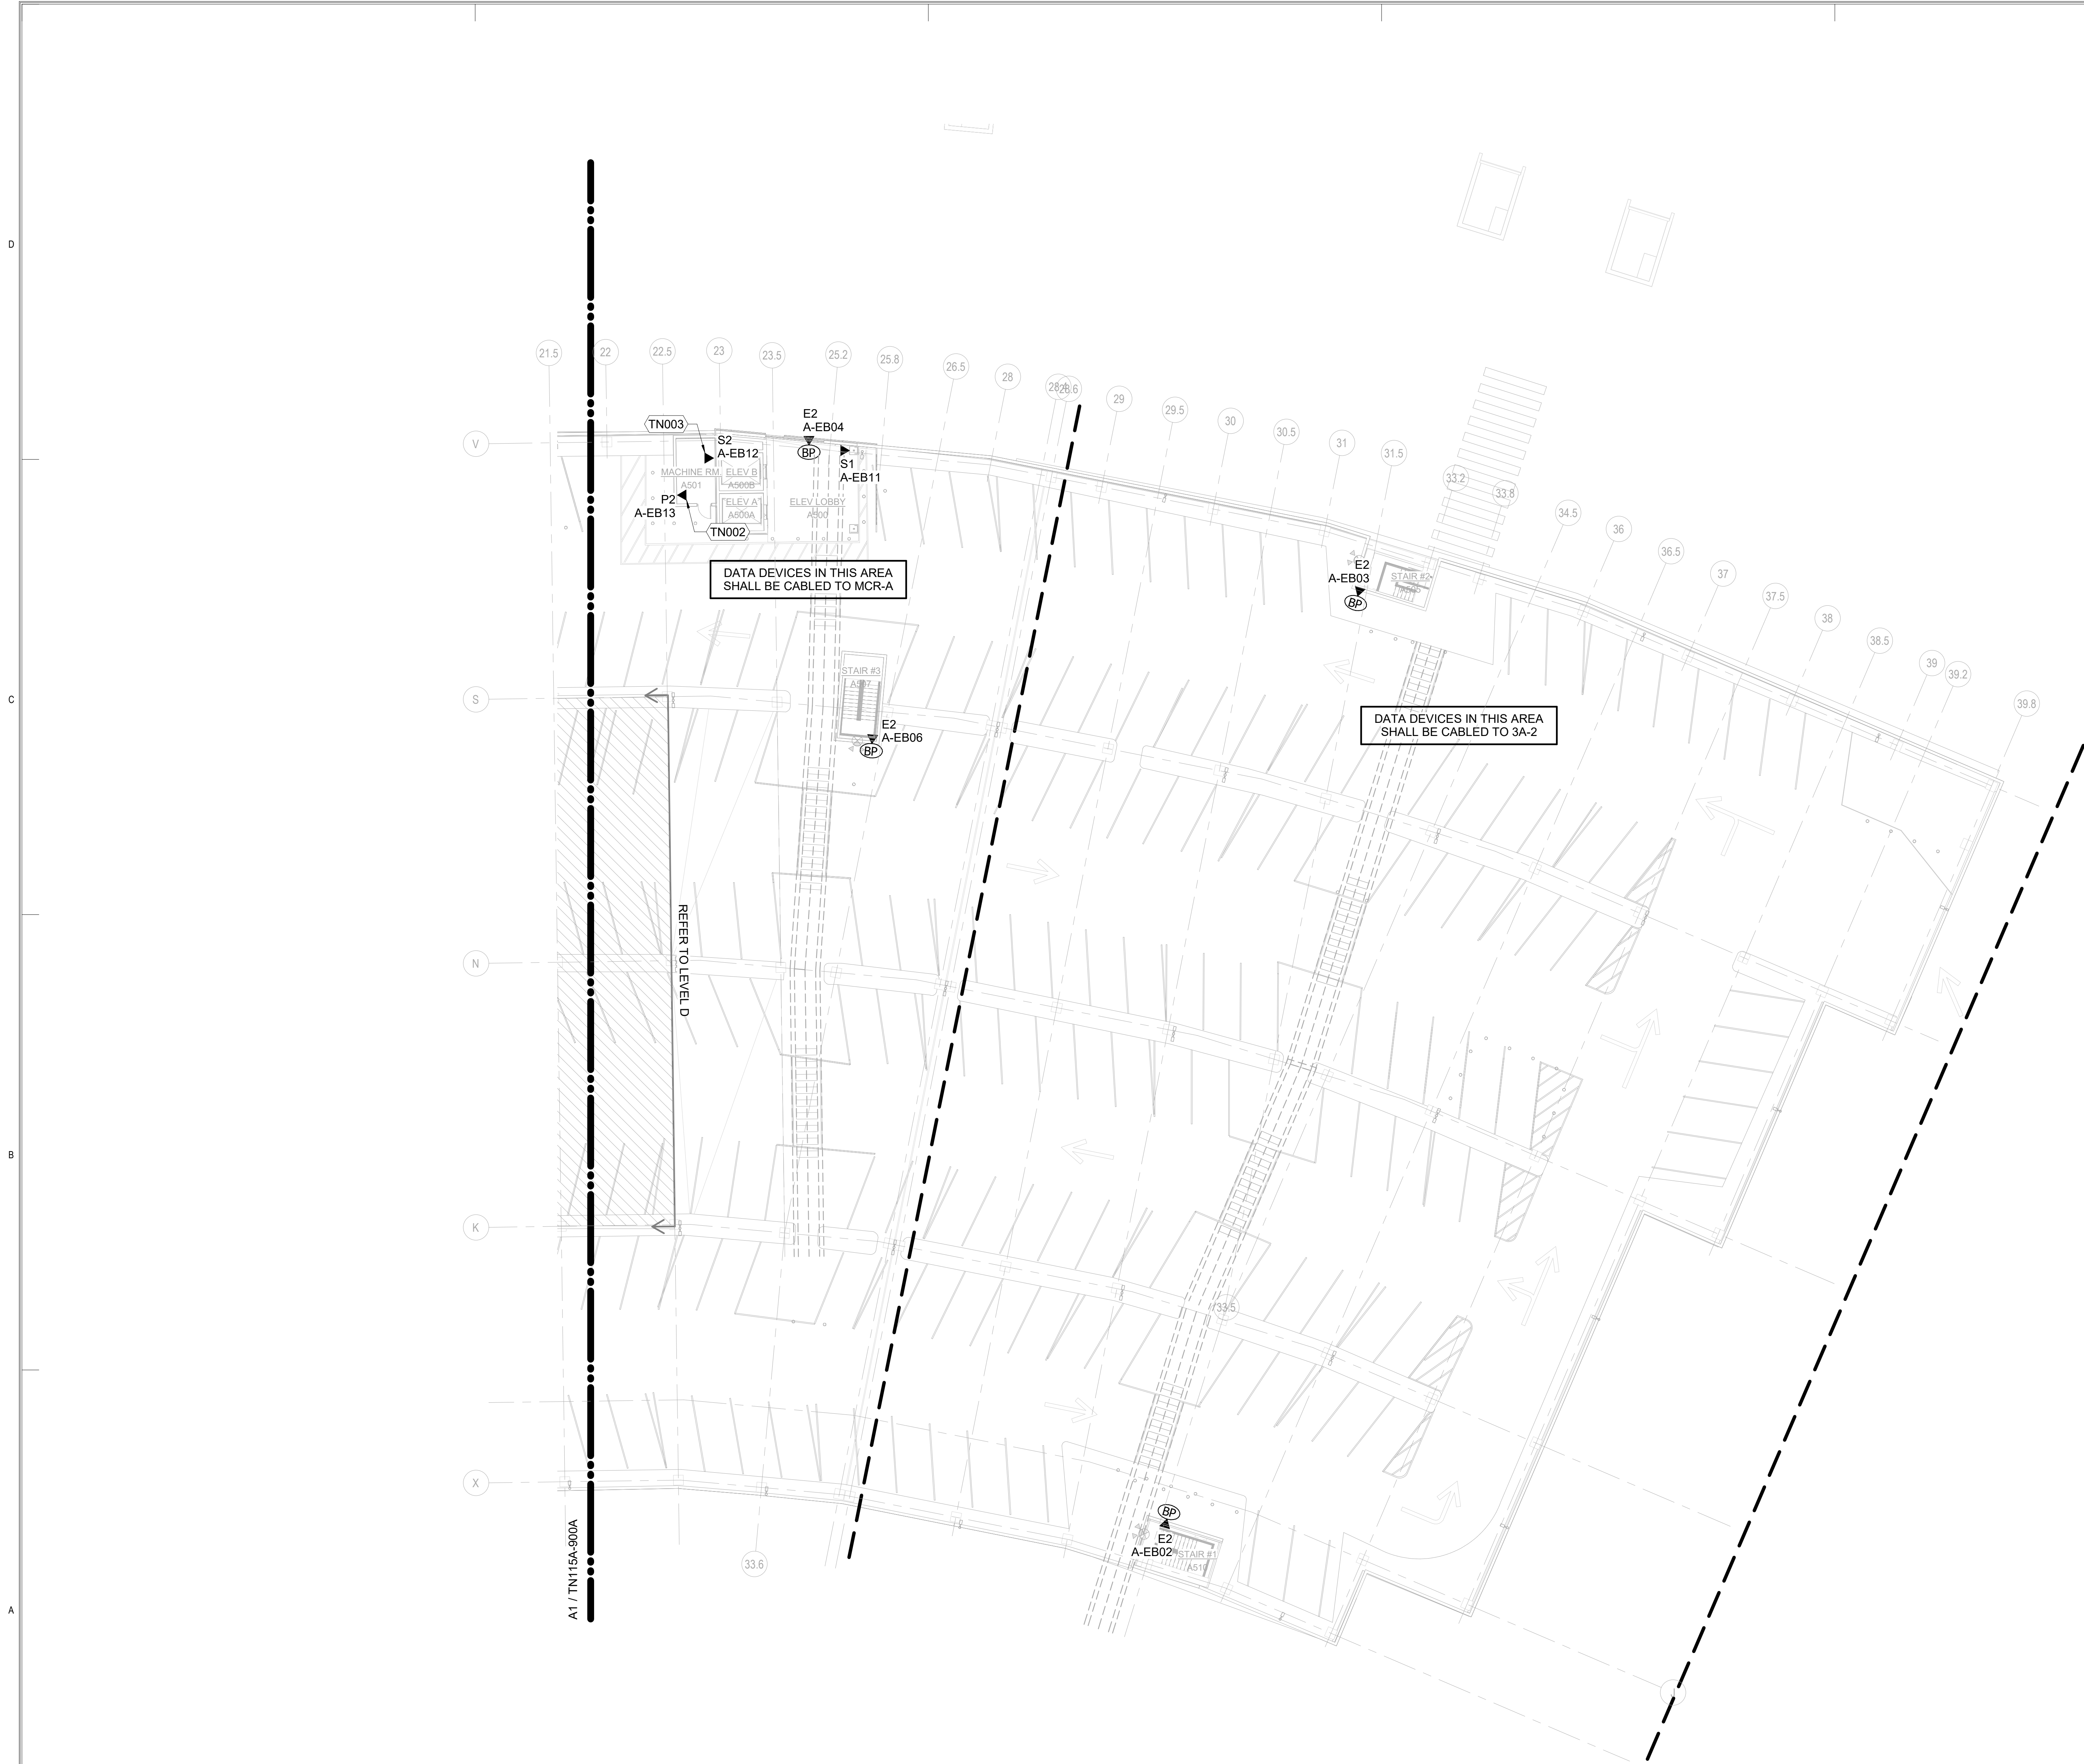 D
C
B
A
21.5
22
22.5
23
23.5
25.2
25.8
26.5
28
28.6
29
29.5
30
30.5
31
31.5
33.2
33.8
34.5
36
36.5
37
37.5
38
38.5
39
39.2
39.8
V
S
N
K
X
TN003
S2
A-EB12
E2
A-EB04
BP
S1
A-EB11
MACHINE RM.
A501
ELEV B
A500B
P2
A-EB13
ELEV A
A500A
ELEV LOBBY
A500
TN002
DATA DEVICES IN THIS AREA
SHALL BE CABLED TO MCR-A
E2
A-EB03
BP
STAIR #2
STAIR #3
E2
A-EB06
BP
DATA DEVICES IN THIS AREA
SHALL BE CABLED TO 3A-2
REFER TO LEVEL D
33.5
BP
E2
A-EB02
STAIR #1
A510
33.6
A1 / TN115A-900A